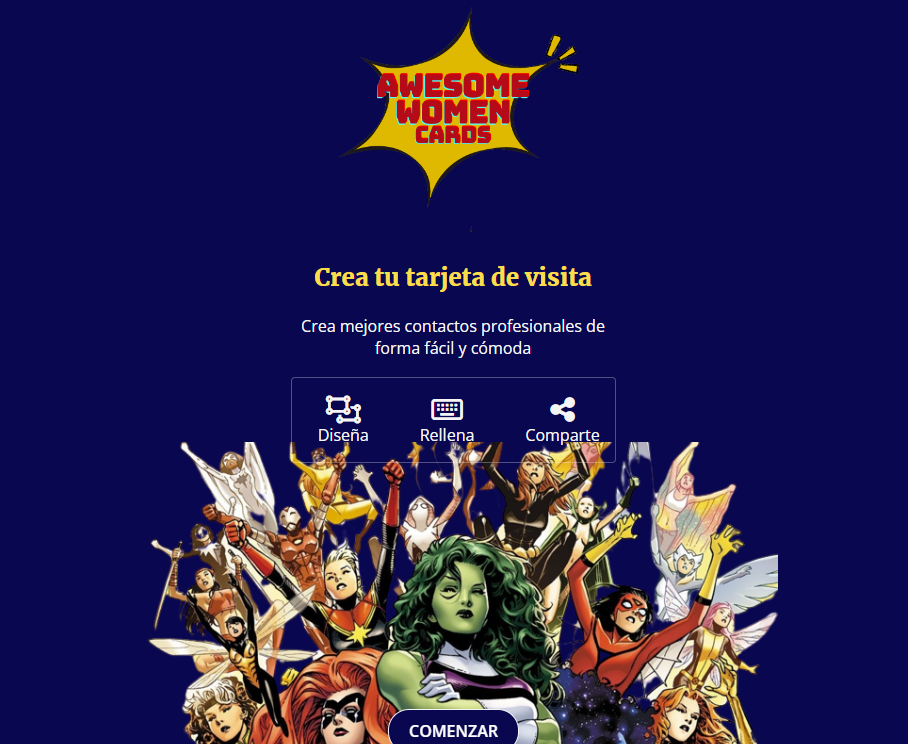 AWESOME
WOMEN
CARDS
Crea tu tarjeta de visita
Crea mejores contactos profesionales de
forma fácil y cómoda
Diseña Rellena Comparte
COMENZAR